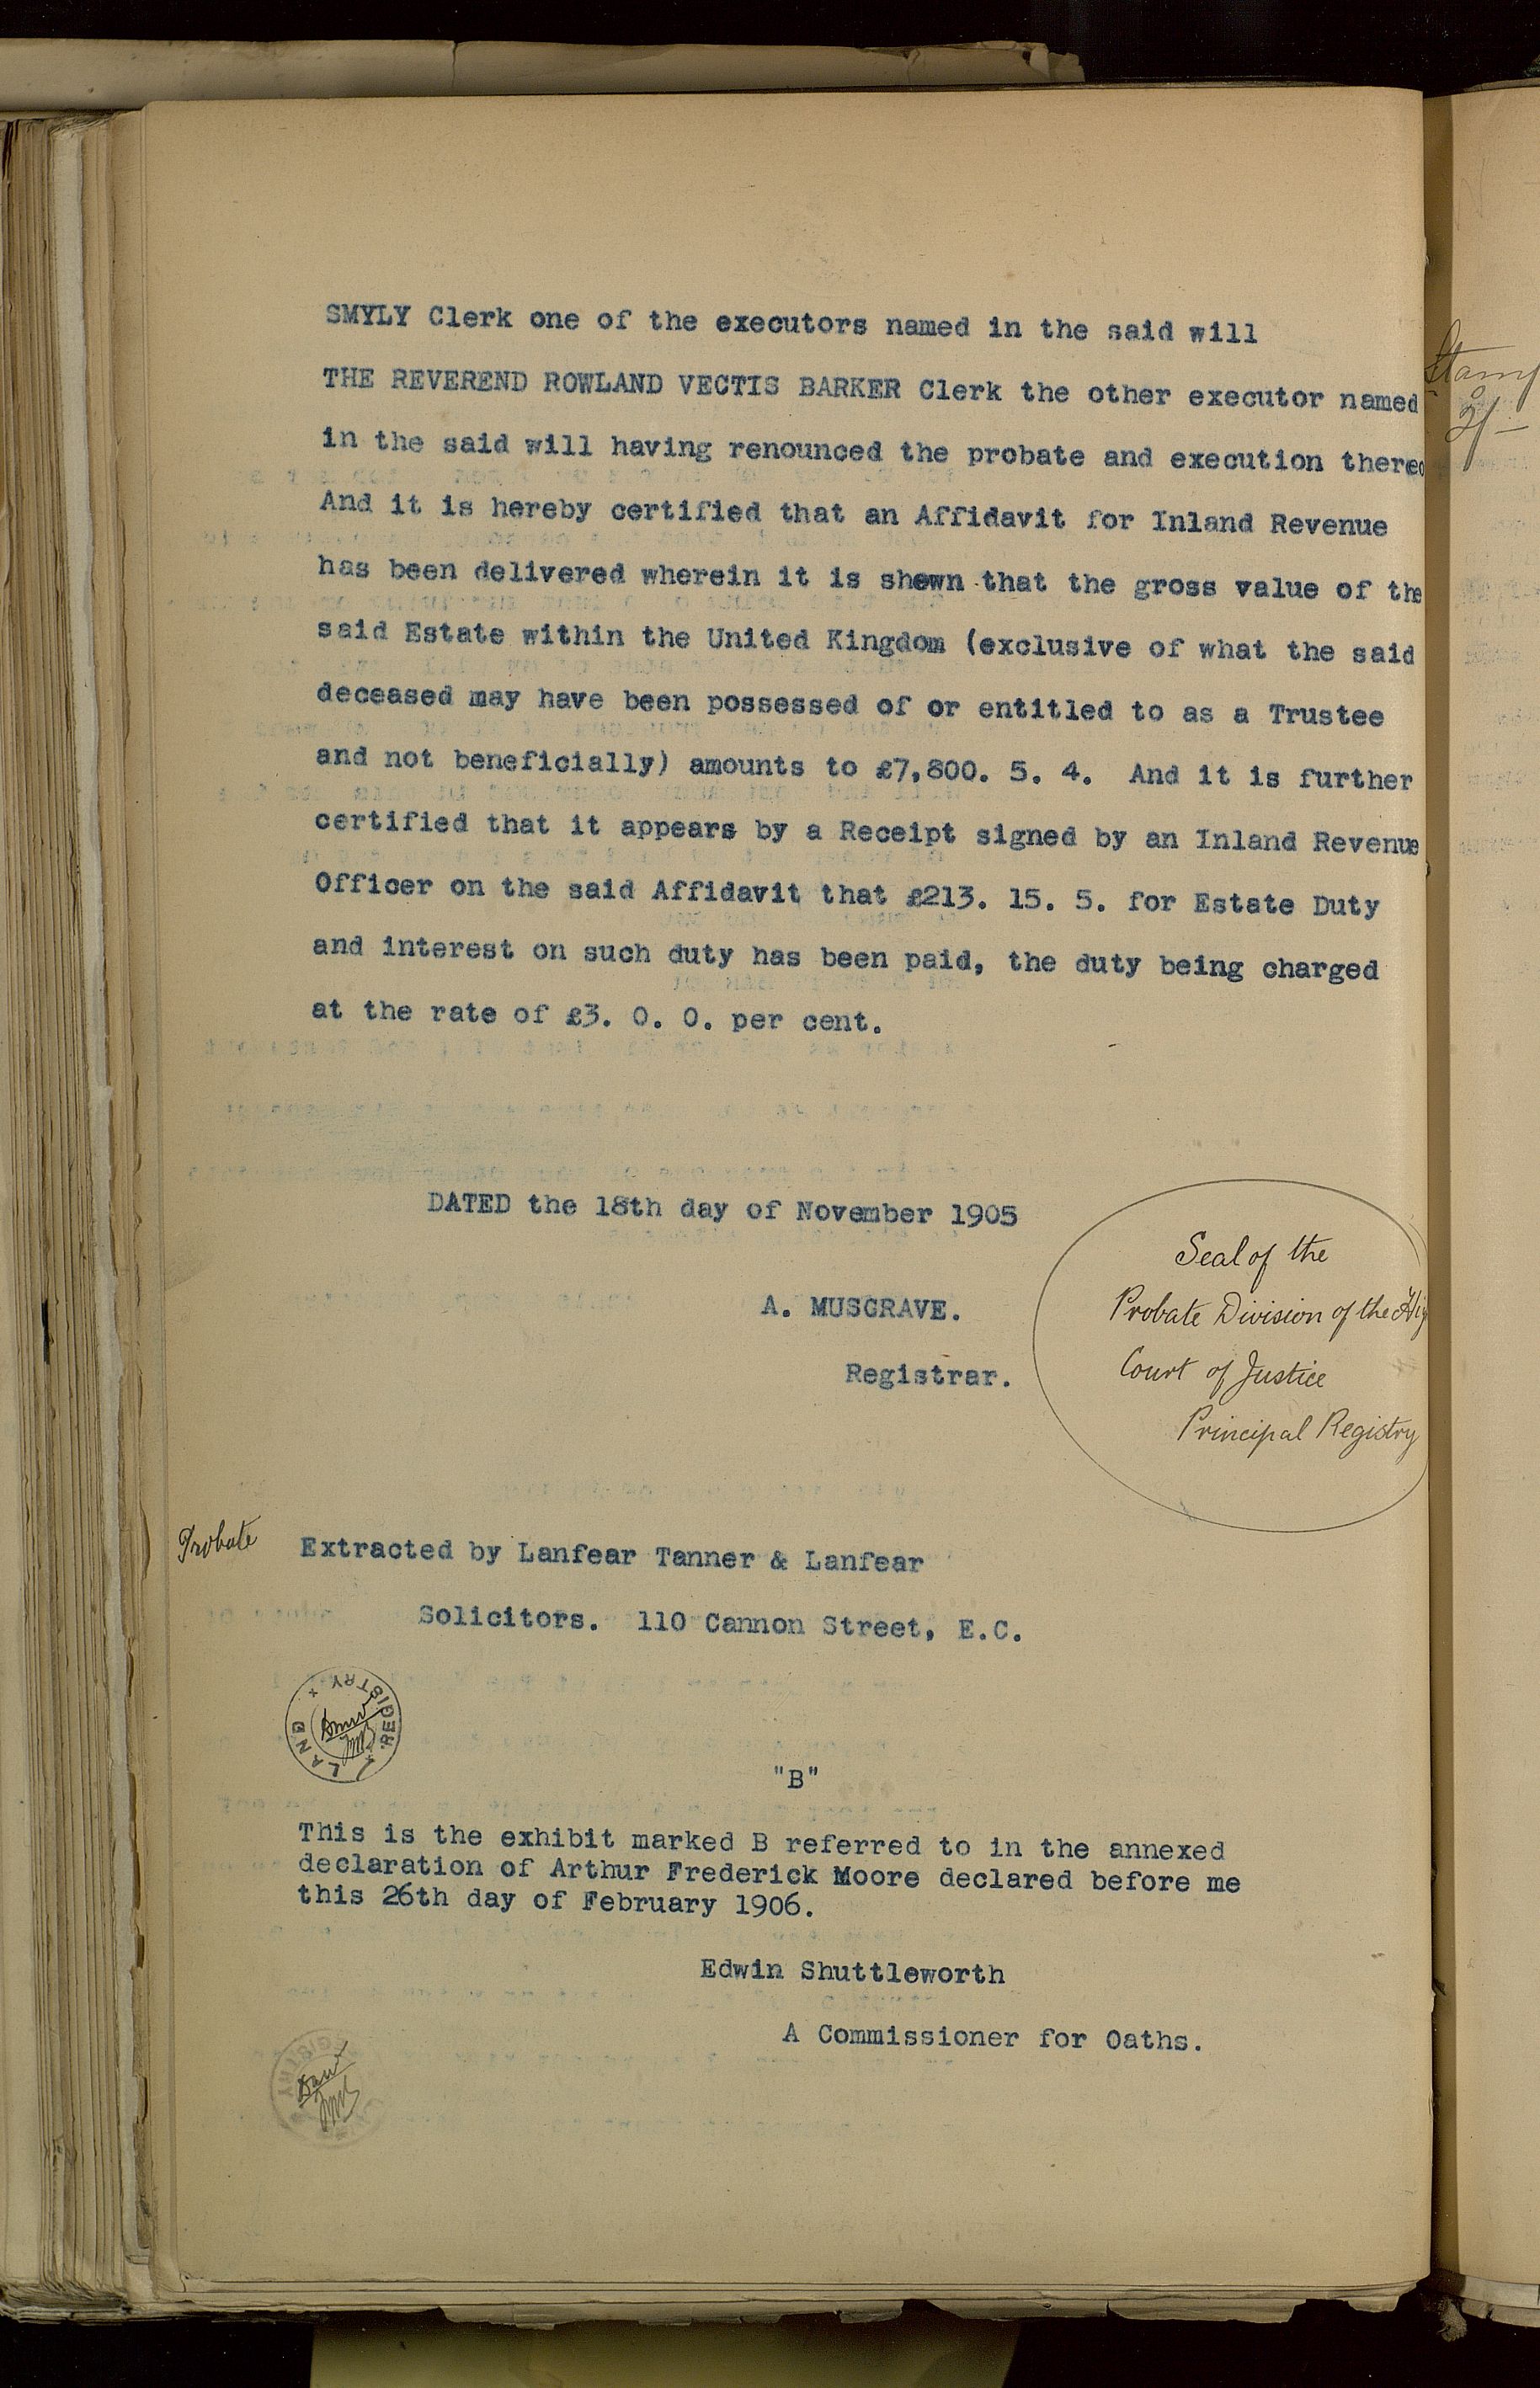 SMYLY Clerk one of the executors named in the said will
THE REVEREND ROWLAND VECTIS BARKER Clerk the other executor named
in the said will having renounced the probate and execution there
And it is hereby certified that an Affidavit for Inland Revenue
has been delivered wherein it is shewn that the gross value of the
said Estate within the United Kingdom (exclusive of what the said
deceased may have been possessed of or entitled to as a Trustee
and not beneficially) amounts to £7,800. 5. 4. And it is further
certified that it appears by a Receipt signed by an Inland Revenue
Officer on the said Affidavit that £213. 15. 5. for Estate Duty
and interest on such duty has been paid, the duty being charged
at the rate of £3. 0. 0. per cent.
DATED the 18th day of November 1905
A. MUSGRAVE.
Registrar.
Seal of the
Probate Division of the Hig
Court of Justice
Principal Registry
Probate
Extracted by Lanfear Tanner & Lanfear
Solicitors. 110 Cannon Street, E.C.
LAND REGISTRY
"B"
This is the exhibit marked B referred to in the annexed
declaration of Arthur Frederick Moore declared before me
this 26th day of February 1906.
Edwin Shuttleworth
A Commissioner for Oaths.
Stamp